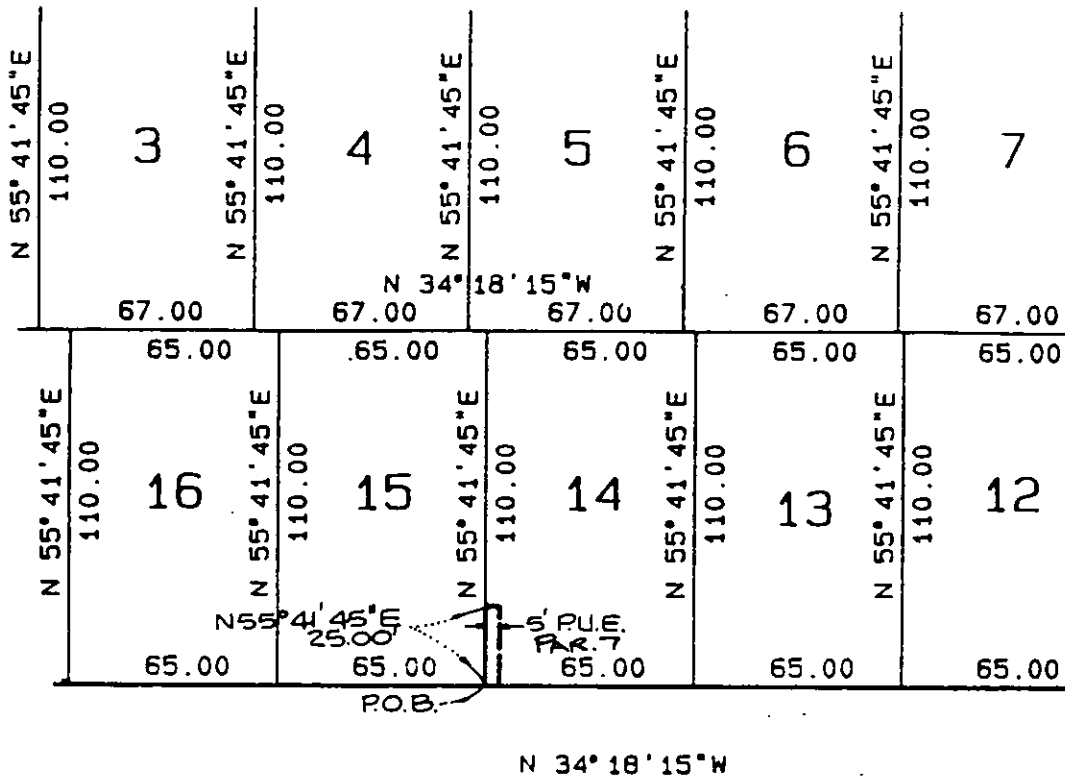 N 55° 41' 45"E
110.00
3
N 55° 41' 45"E
110.00
4
N 55° 41' 45"E
110.00
5
N 55° 41' 45"E
110.00
6
N 55° 41' 45"E
110.00
7
N 34° 18' 15"W
67.00
67.00
67.00
67.00
67.00
65.00
65.00
65.00
65.00
65.00
N 55° 41' 45"E
110.00
16
N 55° 41' 45"E
110.00
15
N 55° 41' 45"E
110.00
14
N 55° 41' 45"E
110.00
13
N 55° 41' 45"E
110.00
12
N55°41'45"E
25.00'
5' P.U.E.
PAR. 7
65.00
65.00
65.00
65.00
65.00
P.O.B.
N 34° 18' 15"W